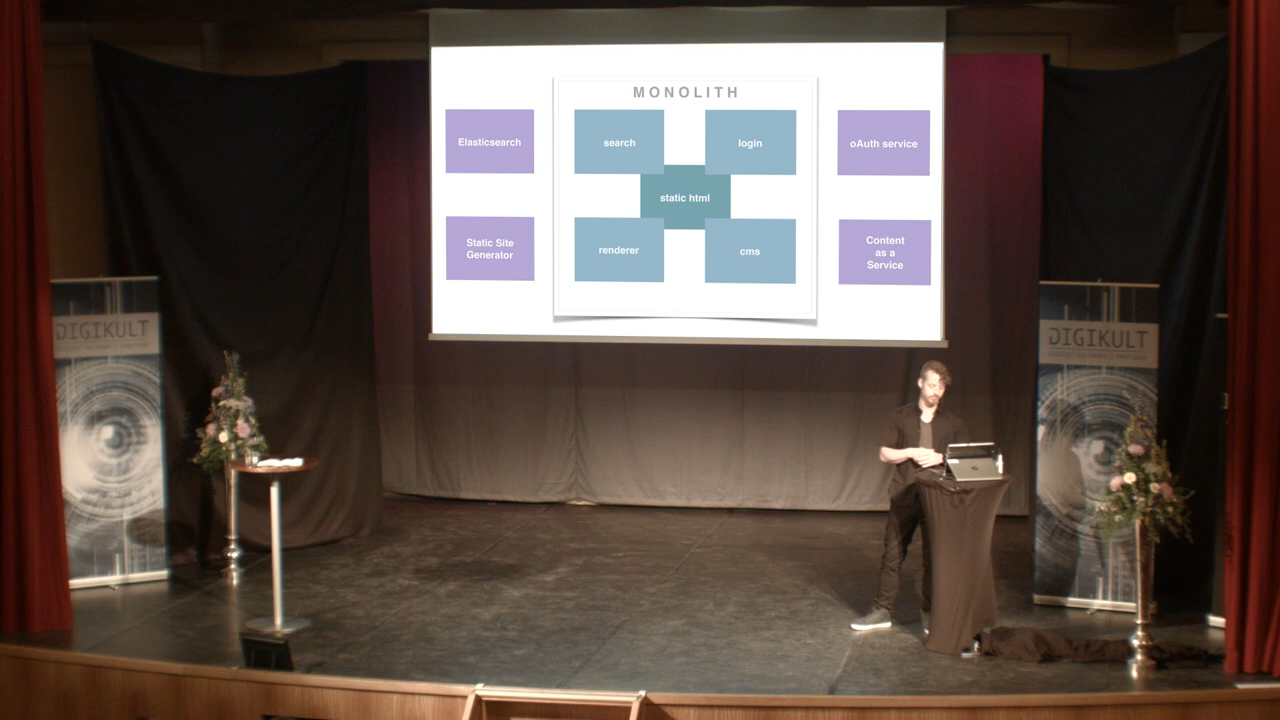 MONOLITH
Elasticsearch
search
login
oAuth service
static html
Static Site
Generator
renderer
cms
Content
as a
Service
DIGIKULT
DIGIKULT